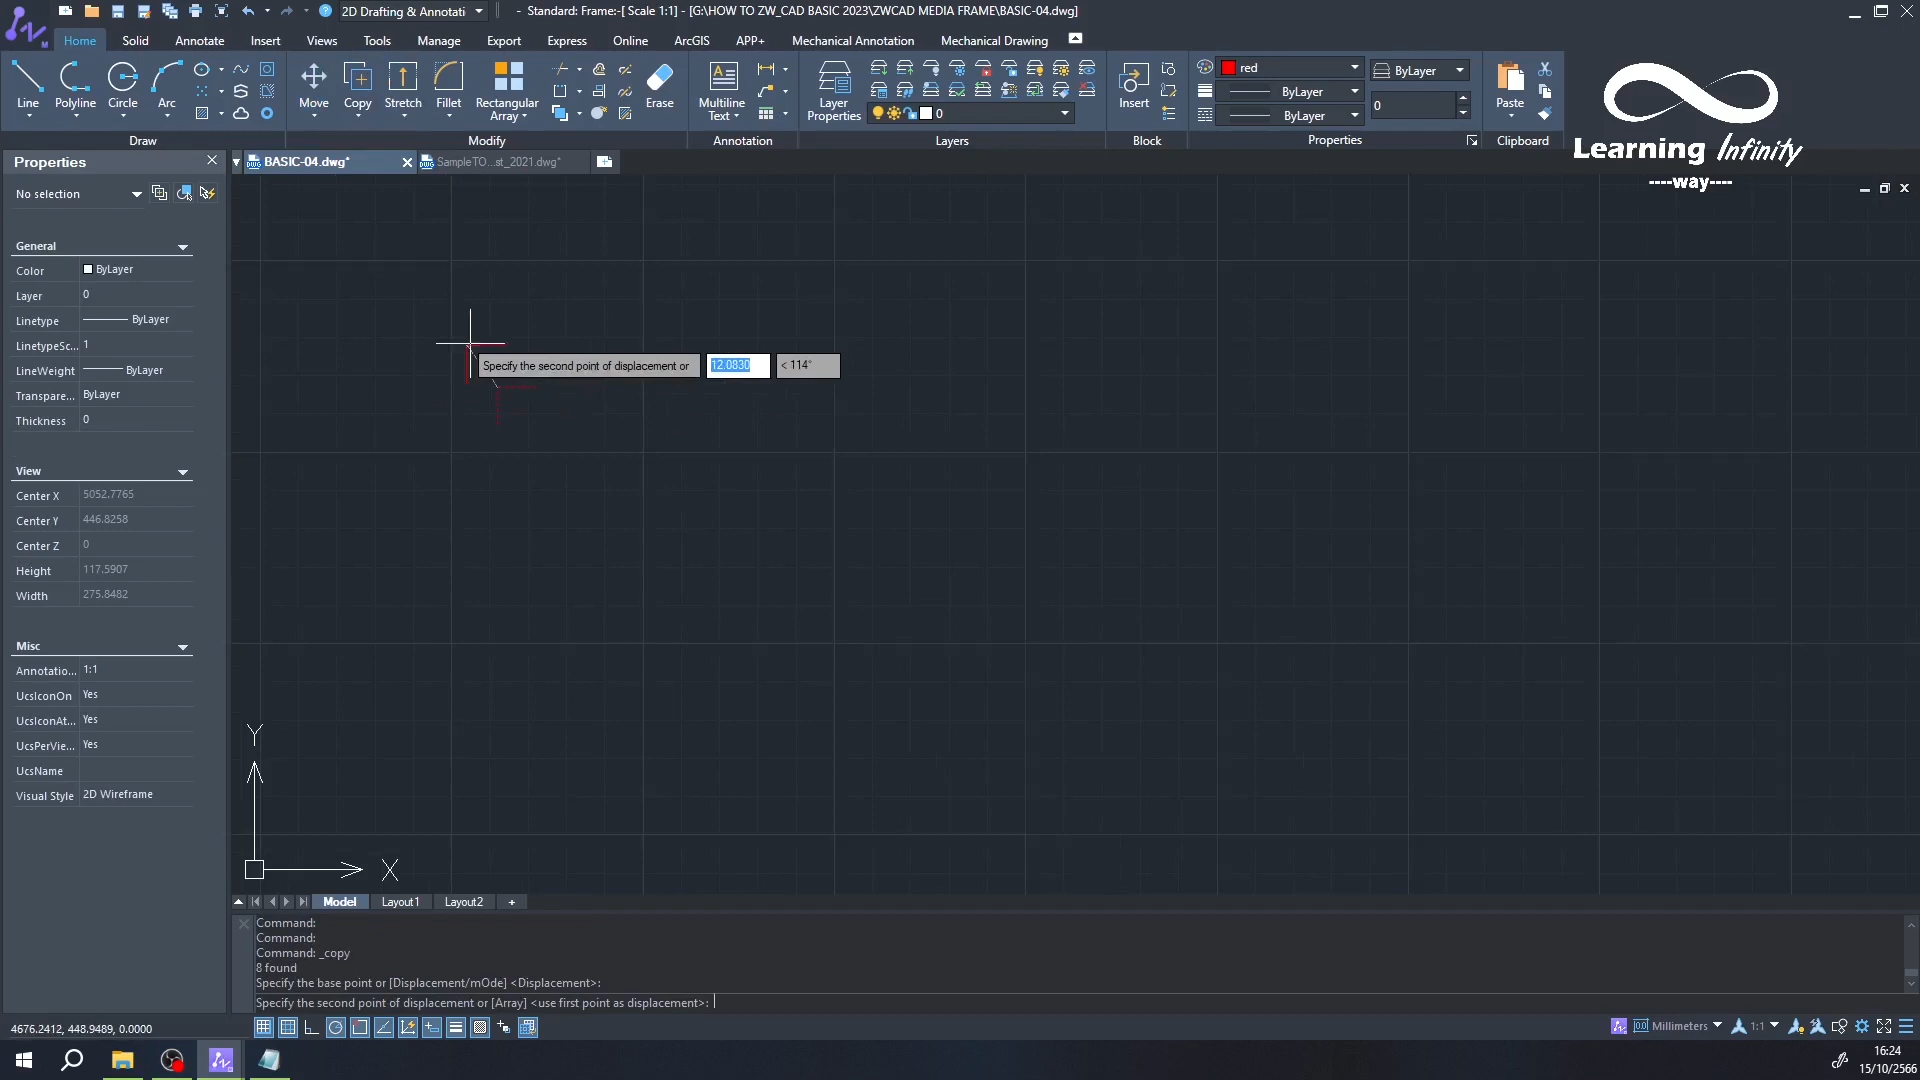 2D Drafting & Annotati
- Standard: Frame:-[ Scale 1:1] - [G:\HOW TO ZW_CAD BASIC 2023\ZWCAD MEDIA FRAME\BASIC-04.dwg]
Home Solid Annotate Insert Views Tools Manage Export Express Online ArcGIS APP+ Mechanical Annotation Mechanical Drawing
Line Polyline Circle Arc
Move Copy Stretch Fillet Rectangular Array Erase
Multiline Text
Layer Properties
0
Insert
red
ByLayer
ByLayer
ByLayer
0
Paste
Draw Modify Annotation Layers Block Properties Clipboard
Learning Infinity
----way----
Properties
BASIC-04.dwg*
SampleTO...st_2021.dwg*
No selection
General
Color ByLayer
Layer 0
Linetype ByLayer
LinetypeSc... 1
LineWeight ByLayer
Transpare... ByLayer
Thickness 0
View
Center X 5052.7765
Center Y 446.8258
Center Z 0
Height 117.5907
Width 275.8482
Misc
Annotatio... 1:1
UcsIconOn Yes
UcsIconAt... Yes
UcsPerVie... Yes
UcsName
Visual Style 2D Wireframe
Specify the second point of displacement or 12.0830 < 114°
Y
X
Model Layout1 Layout2 +
Command:
Command:
Command: _copy
8 found
Specify the base point or [Displacement/mOde] <Displacement>:
Specify the second point of displacement or [Array] <use first point as displacement>:
4676.2412, 448.9489, 0.0000
Millimeters
1:1
16:24
15/10/2566